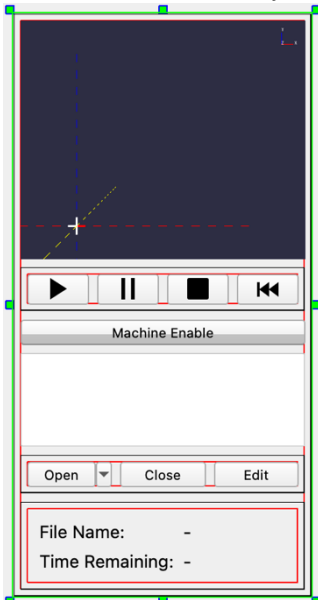 Machine Enable
Open Close Edit
File Name: -
Time Remaining: -